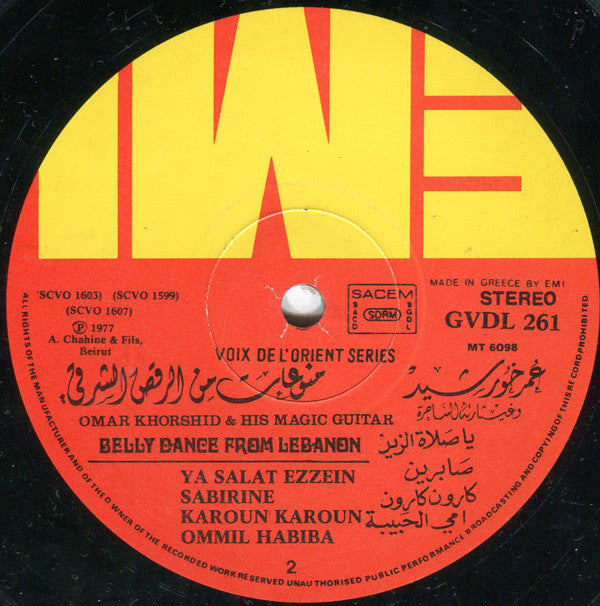 EMI
(SCVO 1603) (SCVO 1599)
(SCVO 1607)
℗ 1977
A. Chahine & Fils,
Beirut
SACEM
SACD
SDRM
SGDL
MADE IN GREECE BY EMI
STEREO
GVDL 261
MT 6098
VOIX DE L'ORIENT SERIES
منوعات من الرقص الشرقي
عمر خورشيد
وغيتارته الساحرة
OMAR KHORSHID & HIS MAGIC GUITAR
BELLY DANCE FROM LEBANON
يا صلاة الزين
YA SALAT EZZEIN
صابرين
SABIRINE
كارون كارون
KAROUN KAROUN
امي الحبيبة
OMMIL HABIBA
2
ALL RIGHTS OF THE MANUFACTURER AND OF THE OWNER OF THE RECORDED WORK RESERVED UNAUTHORISED PUBLIC PERFORMANCE BROADCASTING AND COPYING OF THIS RECORD PROHIBITED.